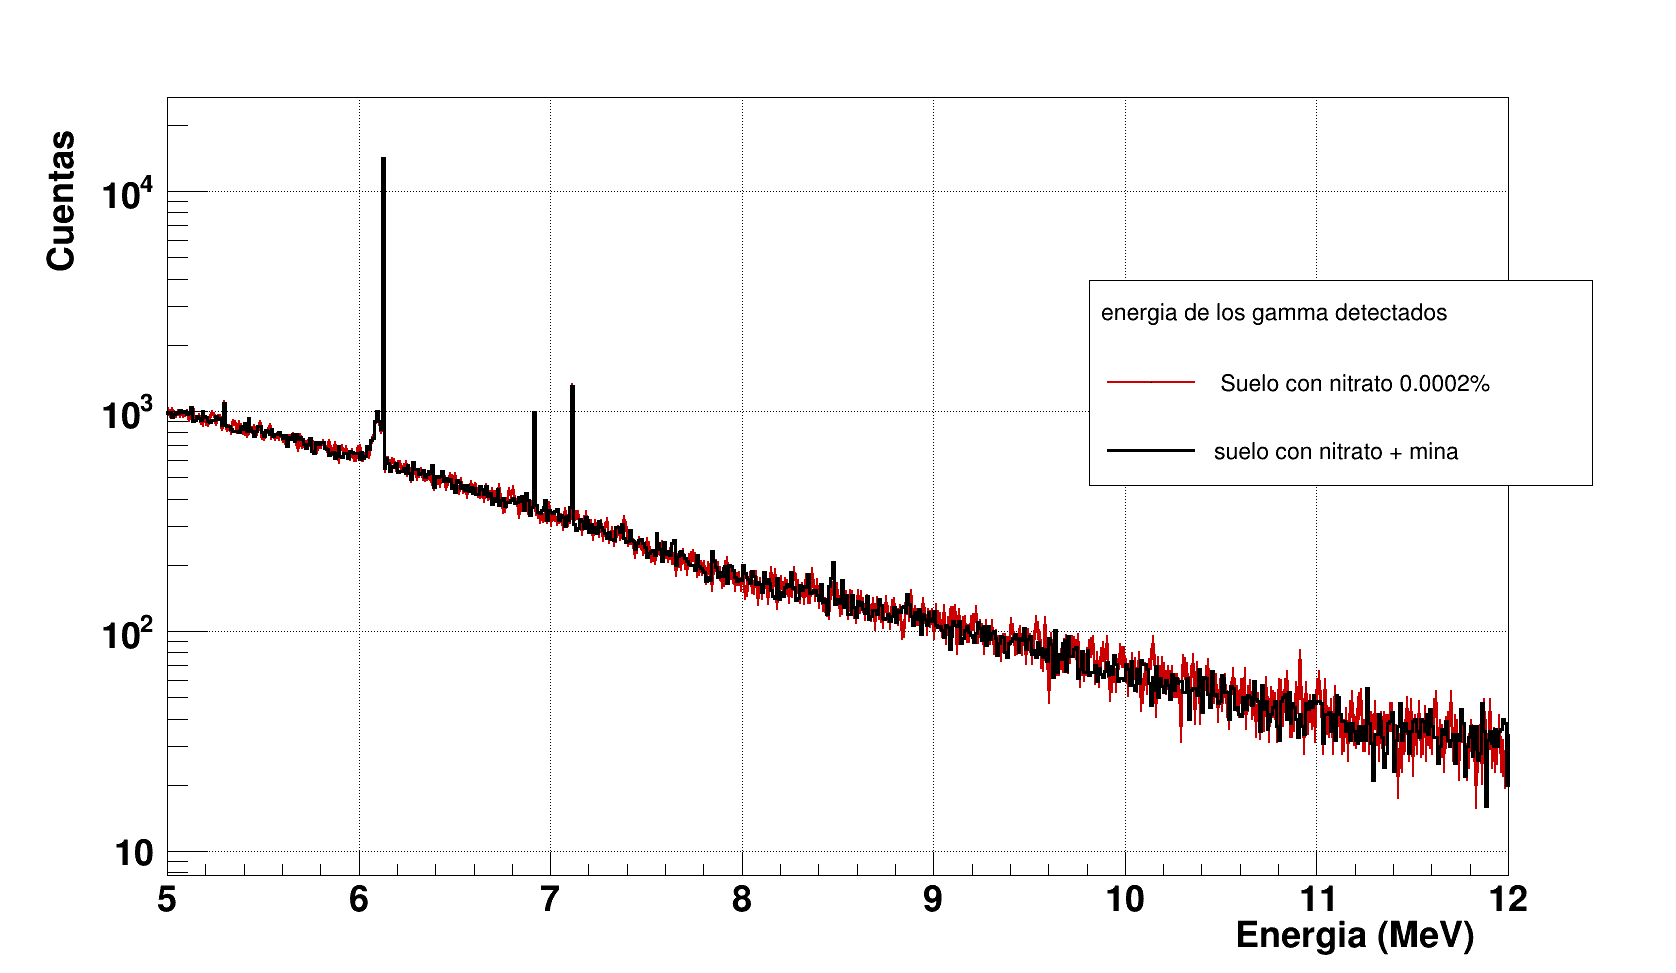 Cuentas
10^4
10^3
10^2
10
energia de los gamma detectados
Suelo con nitrato 0.0002%
suelo con nitrato + mina
5 6 7 8 9 10 11 12
Energia (MeV)